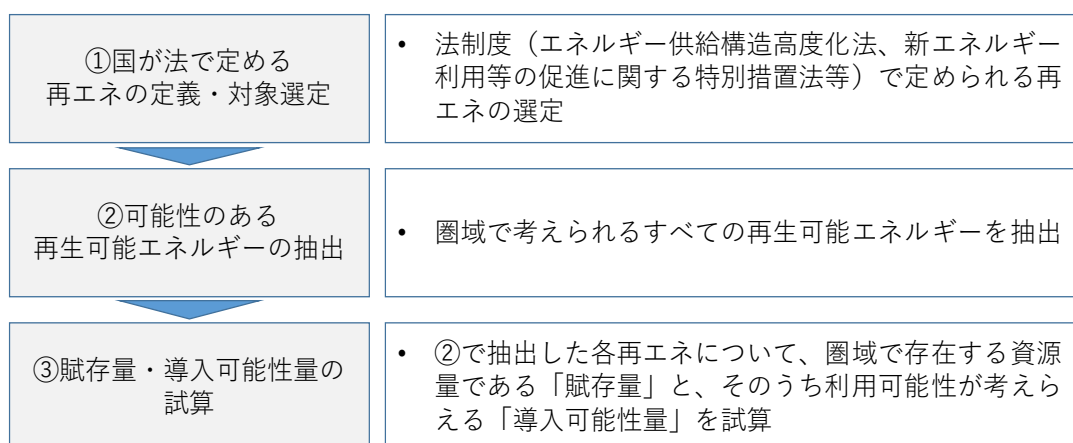 ①国が法で定める
再エネの定義・対象選定
• 法制度（エネルギー供給構造高度化法、新エネルギー
利用等の促進に関する特別措置法等）で定められる再
エネの選定
②可能性のある
再生可能エネルギーの抽出
• 圏域で考えられるすべての再生可能エネルギーを抽出
③賦存量・導入可能性量の
試算
• ②で抽出した各再エネについて、圏域で存在する資源
量である「賦存量」と、そのうち利用可能性が考えら
える「導入可能性量」を試算